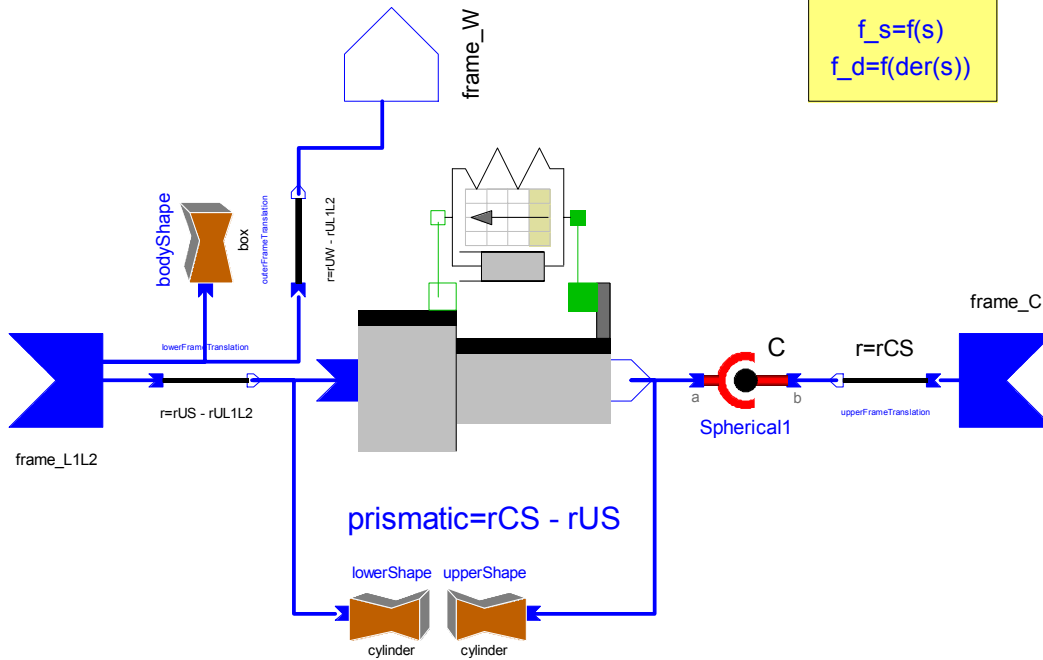 f_s=f(s)
f_d=f(der(s))
frame_W
bodyShape
box
outerFrameTranslation
r=rUW - rUL1L2
lowerFrameTranslation
r=rUS - rUL1L2
frame_L1L2
C
a
b
Spherical1
r=rCS
upperFrameTranslation
frame_C
prismatic=rCS - rUS
lowerShape
upperShape
cylinder
cylinder